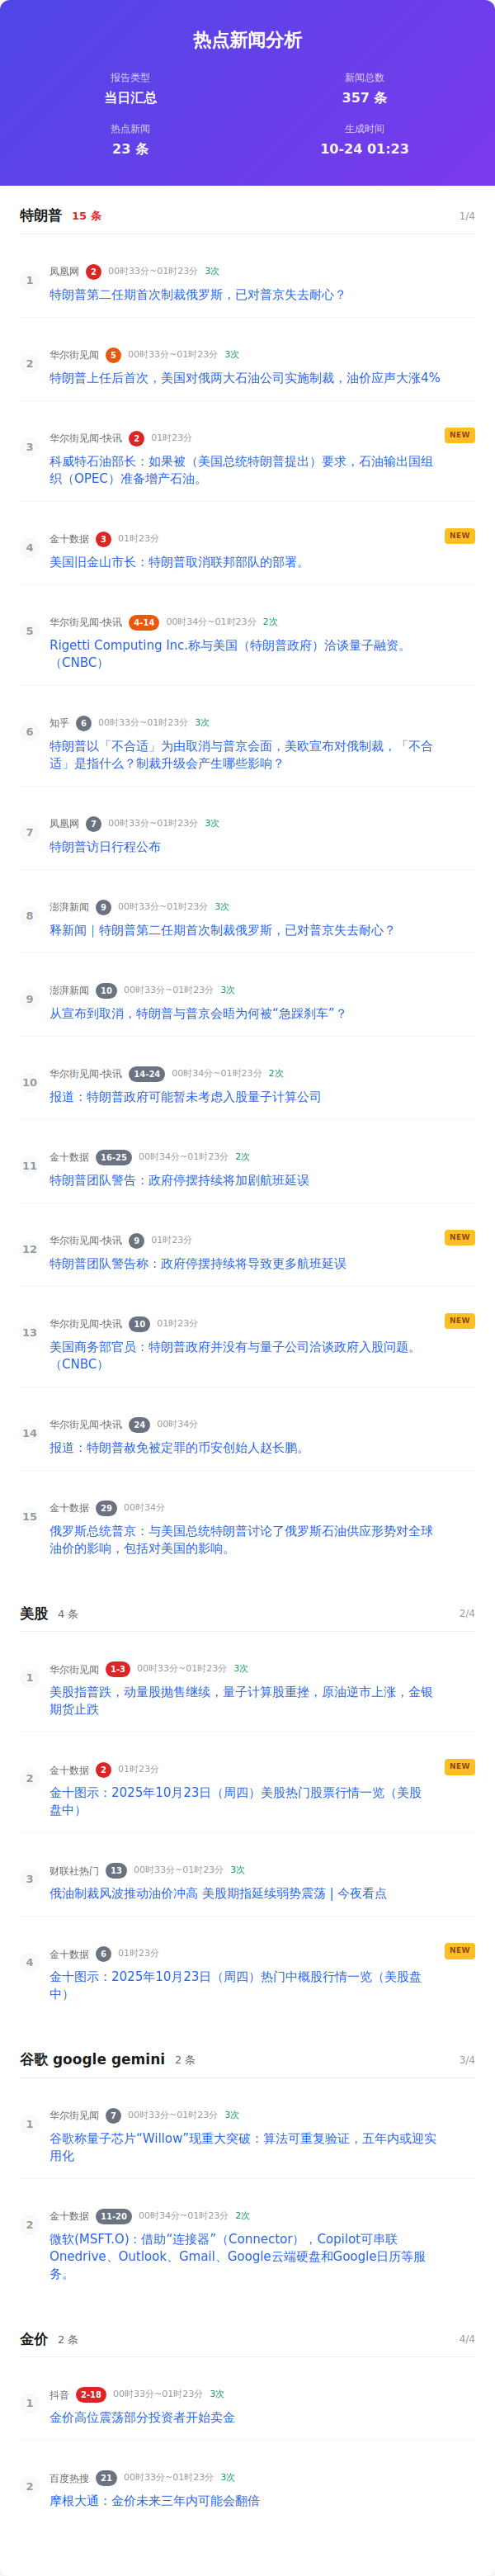 热点新闻分析
报告类型
当日汇总
新闻总数
357 条
热点新闻
23 条
生成时间
10-24 01:23
特朗普 15 条 1/4
1
凤凰网 2 00时33分~01时23分 3次
特朗普第二任期首次制裁俄罗斯，已对普京失去耐心？
2
华尔街见闻 5 00时33分~01时23分 3次
特朗普上任后首次，美国对俄两大石油公司实施制裁，油价应声大涨4%
3
华尔街见闻-快讯 2 01时23分 NEW
科威特石油部长：如果被（美国总统特朗普提出）要求，石油输出国组
织（OPEC）准备增产石油。
4
金十数据 3 01时23分 NEW
美国旧金山市长：特朗普取消联邦部队的部署。
5
华尔街见闻-快讯 4-14 00时34分~01时23分 2次
Rigetti Computing Inc.称与美国（特朗普政府）洽谈量子融资。
（CNBC）
6
知乎 6 00时33分~01时23分 3次
特朗普以「不合适」为由取消与普京会面，美欧宣布对俄制裁，「不合
适」是指什么？制裁升级会产生哪些影响？
7
凤凰网 7 00时33分~01时23分 3次
特朗普访日行程公布
8
澎湃新闻 9 00时33分~01时23分 3次
释新闻｜特朗普第二任期首次制裁俄罗斯，已对普京失去耐心？
9
澎湃新闻 10 00时33分~01时23分 3次
从宣布到取消，特朗普与普京会晤为何被“急踩刹车”？
10
华尔街见闻-快讯 14-24 00时34分~01时23分 2次
报道：特朗普政府可能暂未考虑入股量子计算公司
11
金十数据 16-25 00时34分~01时23分 2次
特朗普团队警告：政府停摆持续将加剧航班延误
12
华尔街见闻-快讯 9 01时23分 NEW
特朗普团队警告称：政府停摆持续将导致更多航班延误
13
华尔街见闻-快讯 10 01时23分 NEW
美国商务部官员：特朗普政府并没有与量子公司洽谈政府入股问题。
（CNBC）
14
华尔街见闻-快讯 24 00时34分
报道：特朗普赦免被定罪的币安创始人赵长鹏。
15
金十数据 29 00时34分
俄罗斯总统普京：与美国总统特朗普讨论了俄罗斯石油供应形势对全球
油价的影响，包括对美国的影响。
美股 4 条 2/4
1
华尔街见闻 1-3 00时33分~01时23分 3次
美股指普跌，动量股抛售继续，量子计算股重挫，原油逆市上涨，金银
期货止跌
2
金十数据 2 01时23分 NEW
金十图示：2025年10月23日（周四）美股热门股票行情一览（美股
盘中）
3
财联社热门 13 00时33分~01时23分 3次
俄油制裁风波推动油价冲高 美股期指延续弱势震荡 | 今夜看点
4
金十数据 6 01时23分 NEW
金十图示：2025年10月23日（周四）热门中概股行情一览（美股盘
中）
谷歌 google gemini 2 条 3/4
1
华尔街见闻 7 00时33分~01时23分 3次
谷歌称量子芯片“Willow”现重大突破：算法可重复验证，五年内或迎实
用化
2
金十数据 11-20 00时34分~01时23分 2次
微软(MSFT.O)：借助“连接器”（Connector），Copilot可串联
Onedrive、Outlook、Gmail、Google云端硬盘和Google日历等服
务。
金价 2 条 4/4
1
抖音 2-18 00时33分~01时23分 3次
金价高位震荡部分投资者开始卖金
2
百度热搜 21 00时33分~01时23分 3次
摩根大通：金价未来三年内可能会翻倍